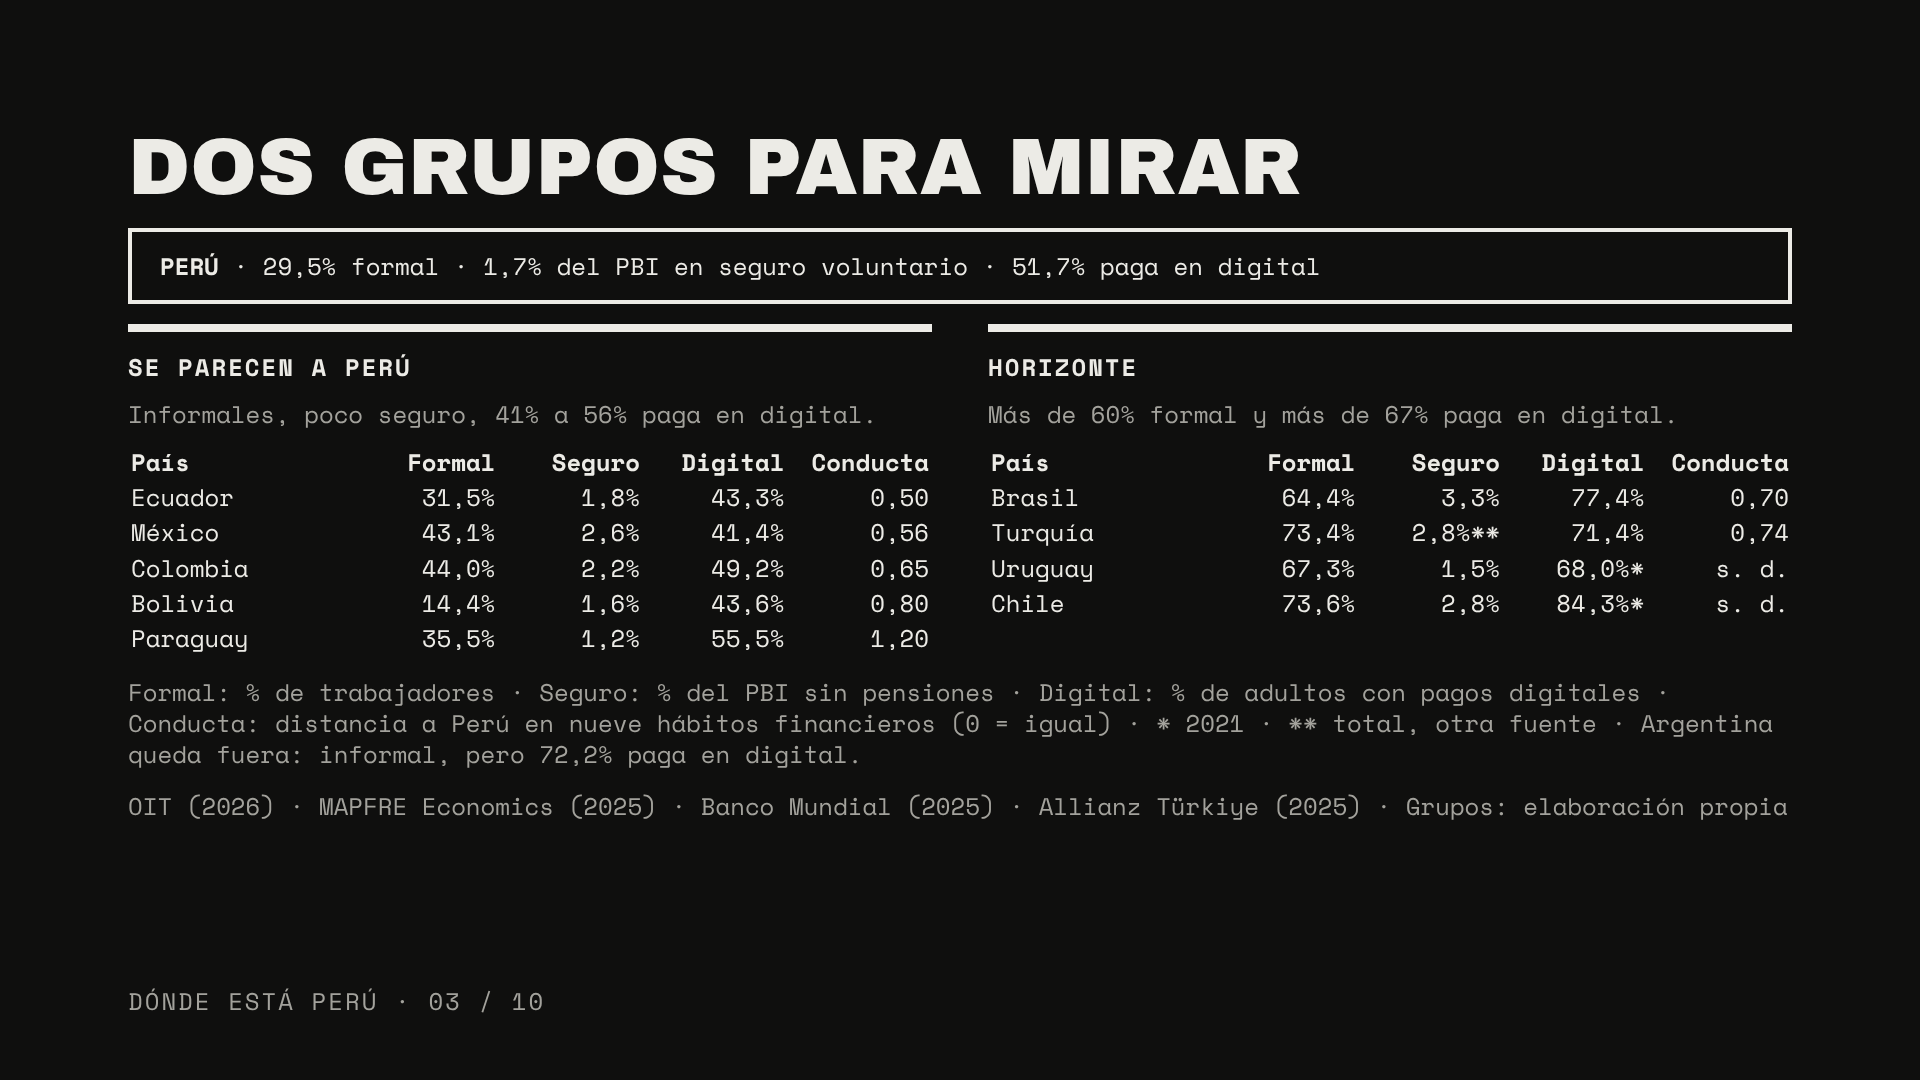 DOS GRUPOS PARA MIRAR
PERÚ · 29,5% formal · 1,7% del PBI en seguro voluntario · 51,7% paga en digital
SE PARECEN A PERÚ
Informales, poco seguro, 41% a 56% paga en digital.
País Formal Seguro Digital Conducta
Ecuador 31,5% 1,8% 43,3% 0,50
México 43,1% 2,6% 41,4% 0,56
Colombia 44,0% 2,2% 49,2% 0,65
Bolivia 14,4% 1,6% 43,6% 0,80
Paraguay 35,5% 1,2% 55,5% 1,20
HORIZONTE
Más de 60% formal y más de 67% paga en digital.
País Formal Seguro Digital Conducta
Brasil 64,4% 3,3% 77,4% 0,70
Turquía 73,4% 2,8%** 71,4% 0,74
Uruguay 67,3% 1,5% 68,0%* s. d.
Chile 73,6% 2,8% 84,3%* s. d.
Formal: % de trabajadores · Seguro: % del PBI sin pensiones · Digital: % de adultos con pagos digitales ·
Conducta: distancia a Perú en nueve hábitos financieros (0 = igual) · * 2021 · ** total, otra fuente · Argentina
queda fuera: informal, pero 72,2% paga en digital.
OIT (2026) · MAPFRE Economics (2025) · Banco Mundial (2025) · Allianz Türkiye (2025) · Grupos: elaboración propia
DÓNDE ESTÁ PERÚ · 03 / 10